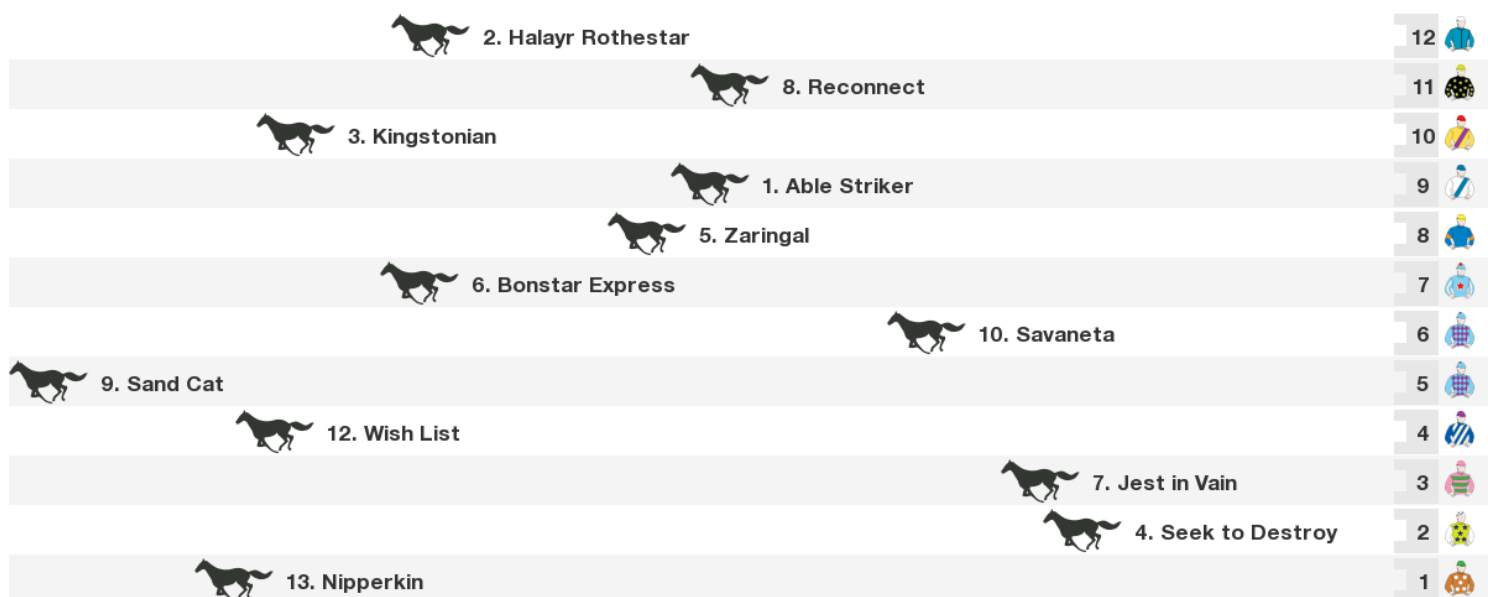 2. Halayr Rothestar 12
8. Reconnect 11
3. Kingstonian 10
1. Able Striker 9
5. Zaringal 8
6. Bonstar Express 7
10. Savaneta 6
9. Sand Cat 5
12. Wish List 4
7. Jest in Vain 3
4. Seek to Destroy 2
13. Nipperkin 1